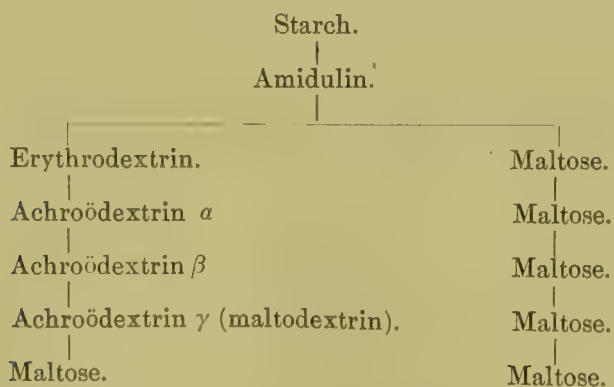 Starch.
Amidulin.
Erythrodextrin. Maltose.
Achroödextrin α Maltose.
Achroödextrin β Maltose.
Achroödextrin γ (maltodextrin). Maltose.
Maltose. Maltose.